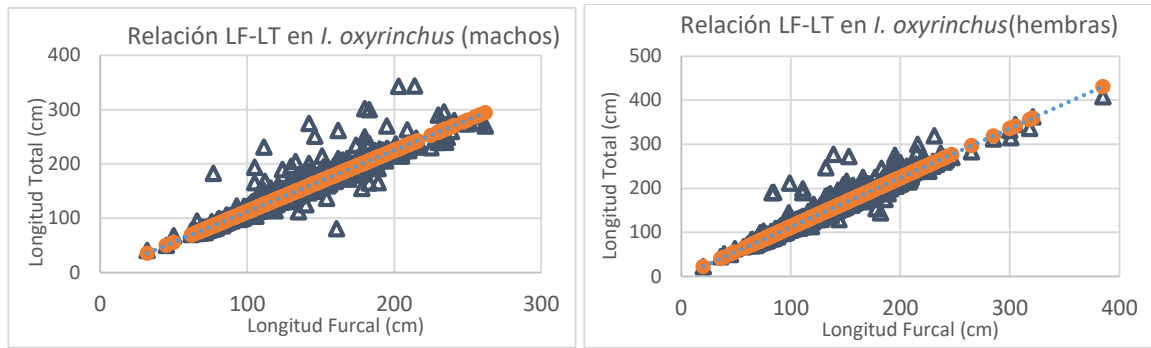 Relación LF-LT en I. oxyrinchus (machos)
400
300
200
100
0
Longitud Total (cm)
0 100 200 300
Longitud Furcal (cm)
Relación LF-LT en I. oxyrinchus(hembras)
500
400
300
200
100
0
Longitud Total (cm)
0 100 200 300 400
Longitud Furcal (cm)